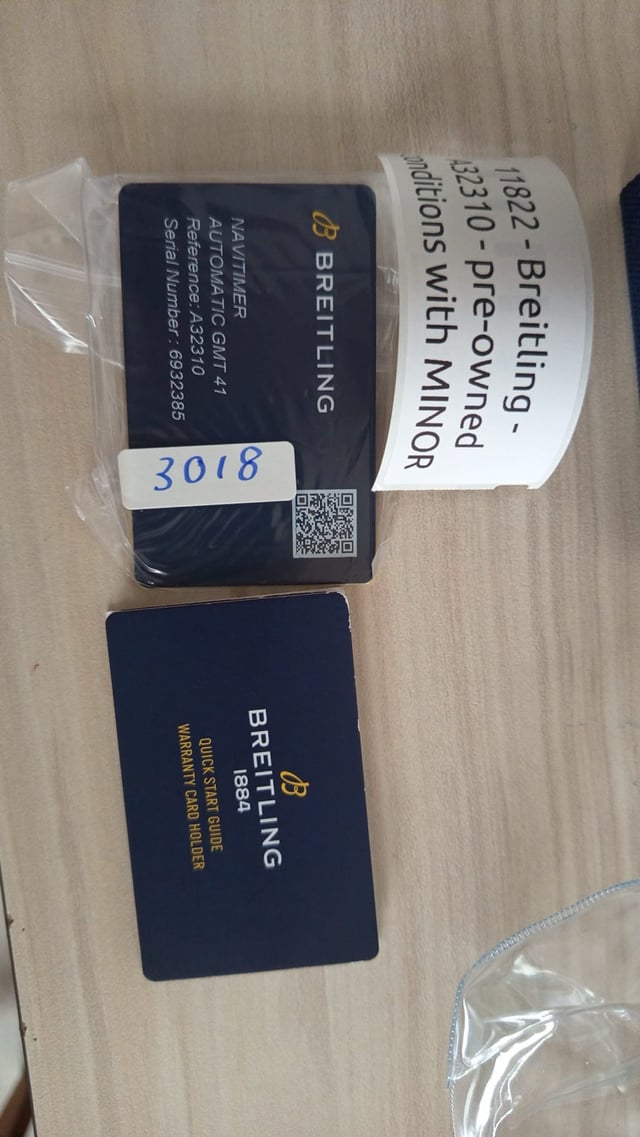 BREITLING
NAVITIMER
AUTOMATIC GMT 41
Reference: A32310
Serial Number : 6932385
3018
11822 - Breitling -
A32310 - pre-owned
conditions with MINOR
BREITLING
1884
QUICK START GUIDE
WARRANTY CARD HOLDER